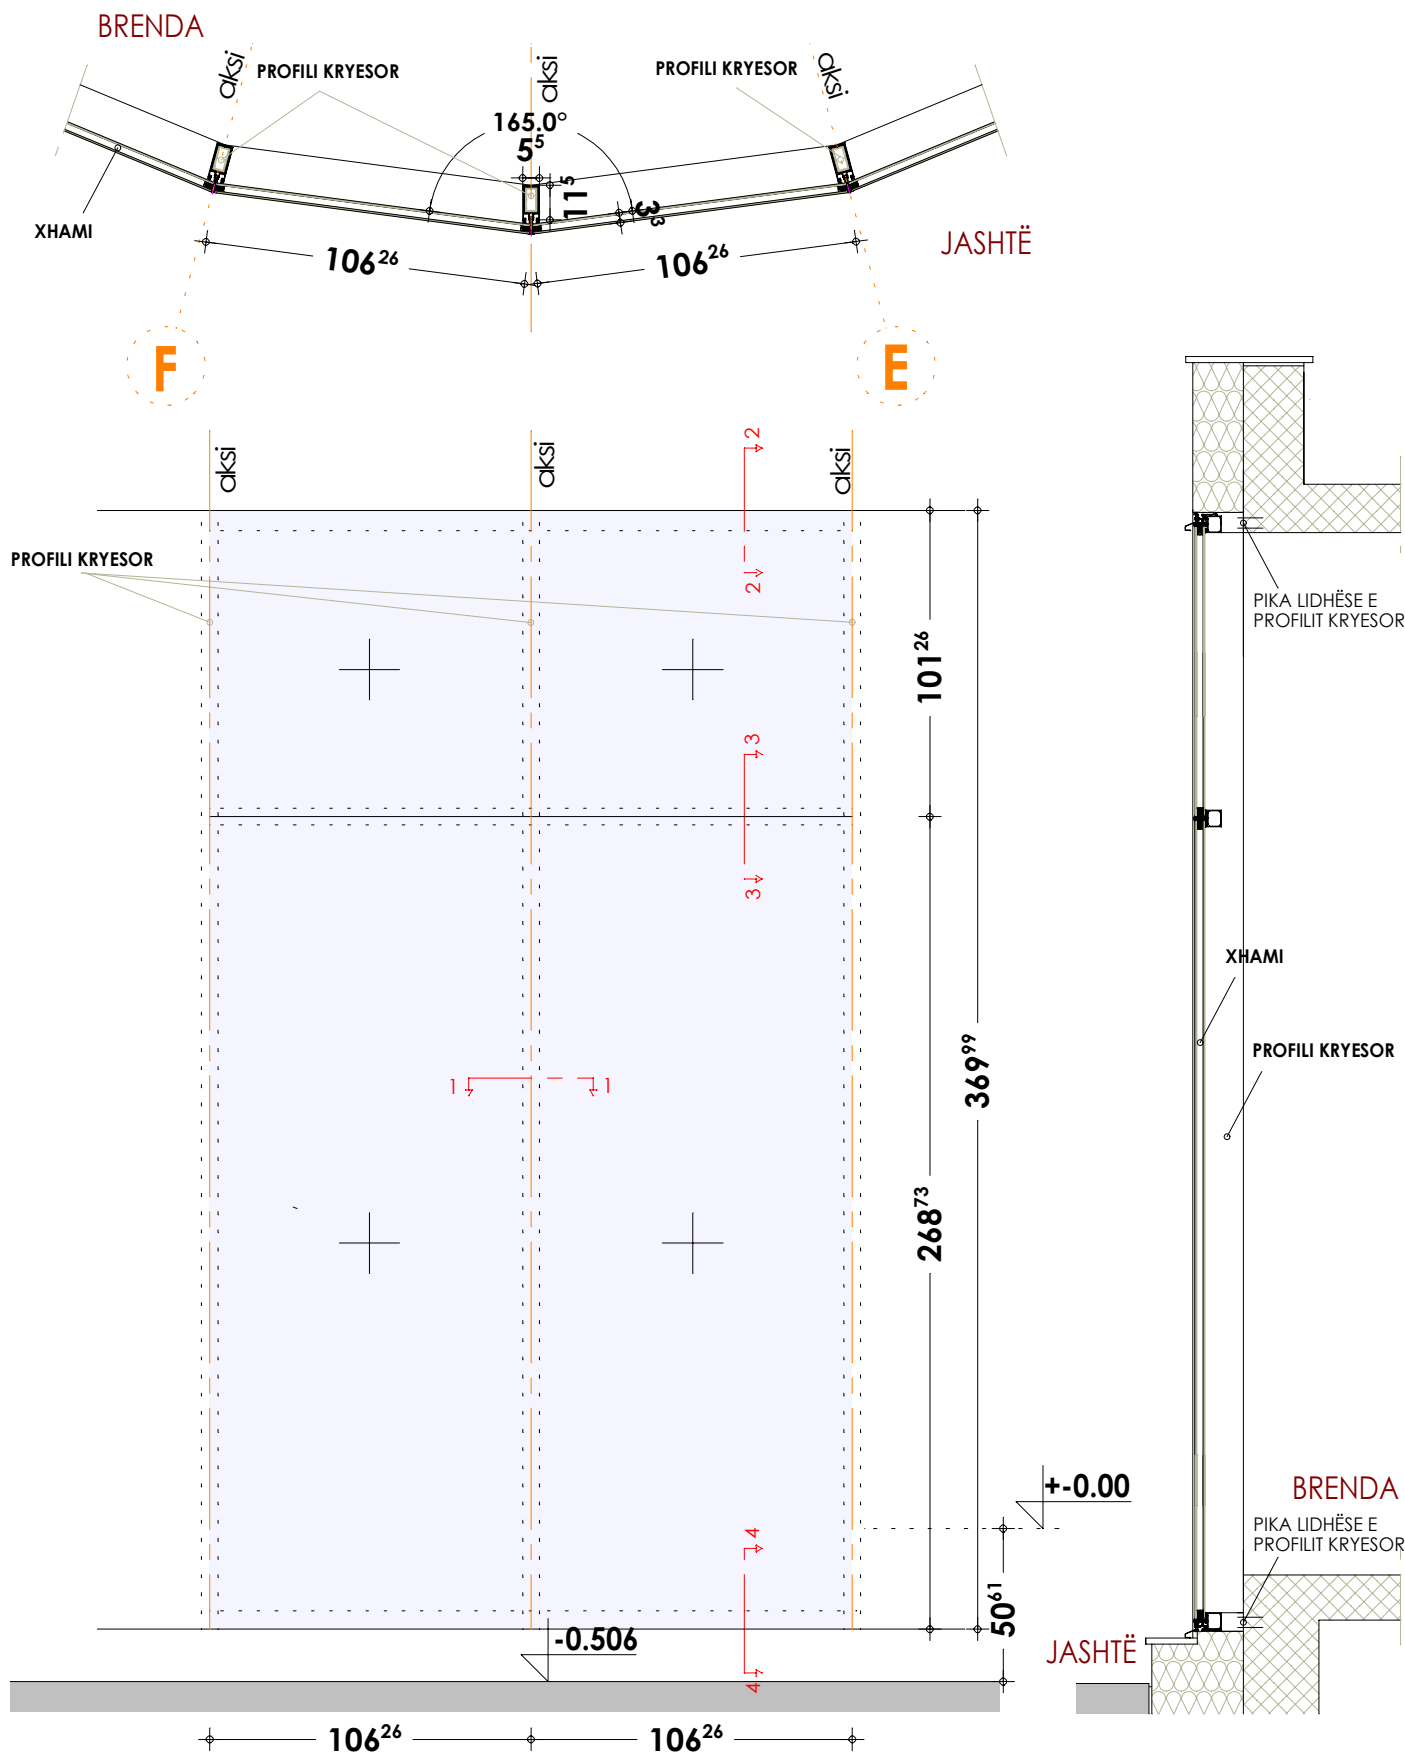 BRENDA
aksi
PROFILI KRYESOR
aksi
PROFILI KRYESOR
aksi
165.0°
5⁵
11⁵
3³
XHAMI
JASHTË
106²⁶
106²⁶
F
E
aksi
aksi
aksi
2
2
PROFILI KRYESOR
PIKA LIDHËSE E
PROFILIT KRYESOR
101²⁶
3
3
XHAMI
369⁹⁹
PROFILI KRYESOR
1
1
268⁷³
+-0.00
BRENDA
PIKA LIDHËSE E
PROFILIT KRYESOR
4
50⁶¹
-0.506
JASHTË
4
106²⁶
106²⁶